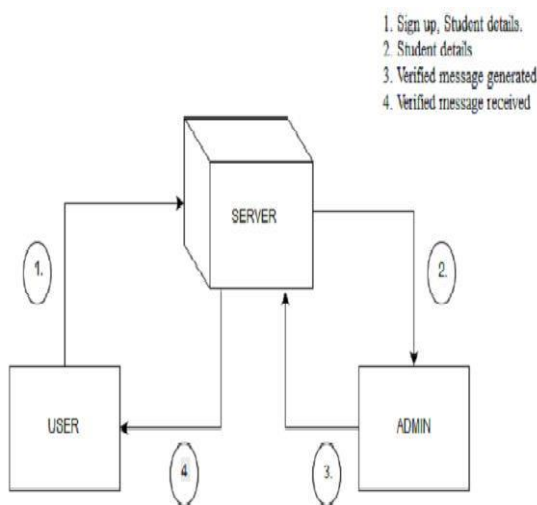 1. Sign up, Student details.
2. Student details
3. Verified message generated
4. Verified message received
SERVER
1.
2.
USER
ADMIN
4.
3.